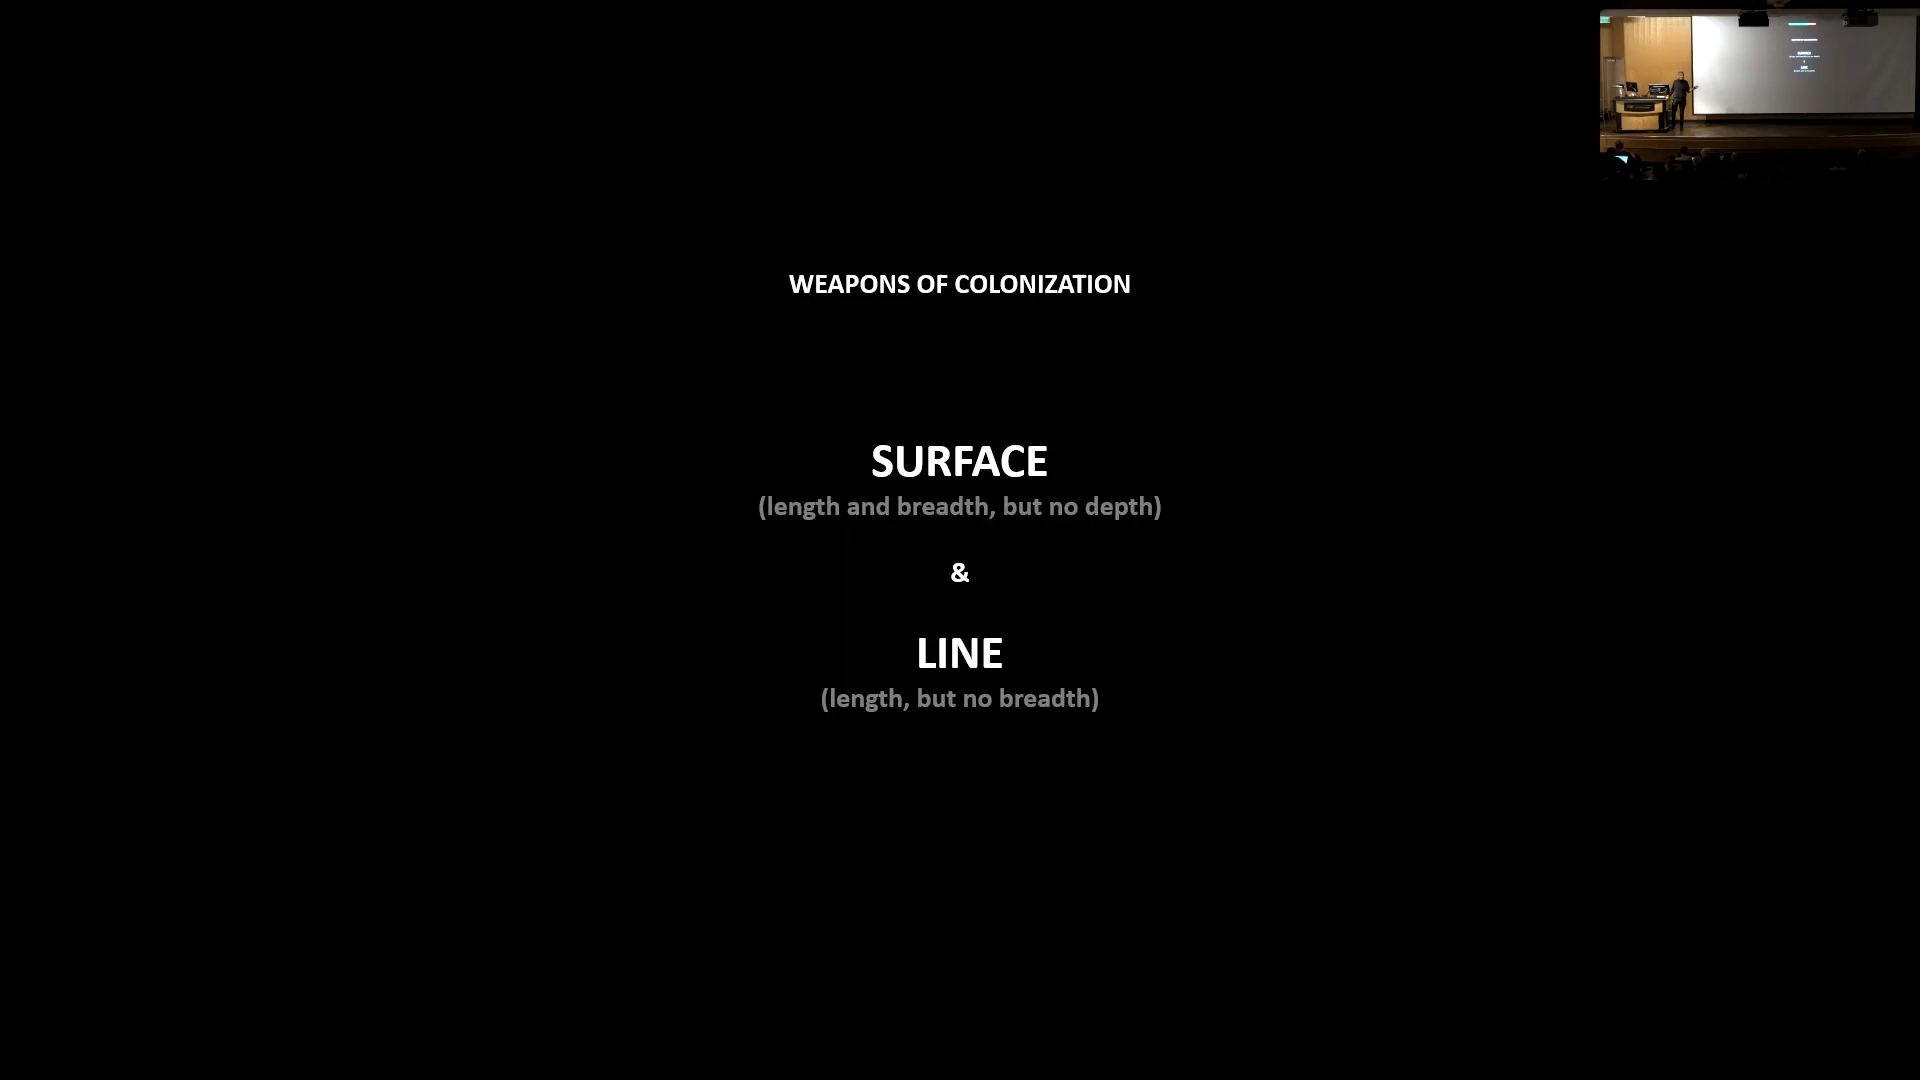 WEAPONS OF COLONIZATION
SURFACE
(length and breadth, but no depth)
&
LINE
(length, but no breadth)